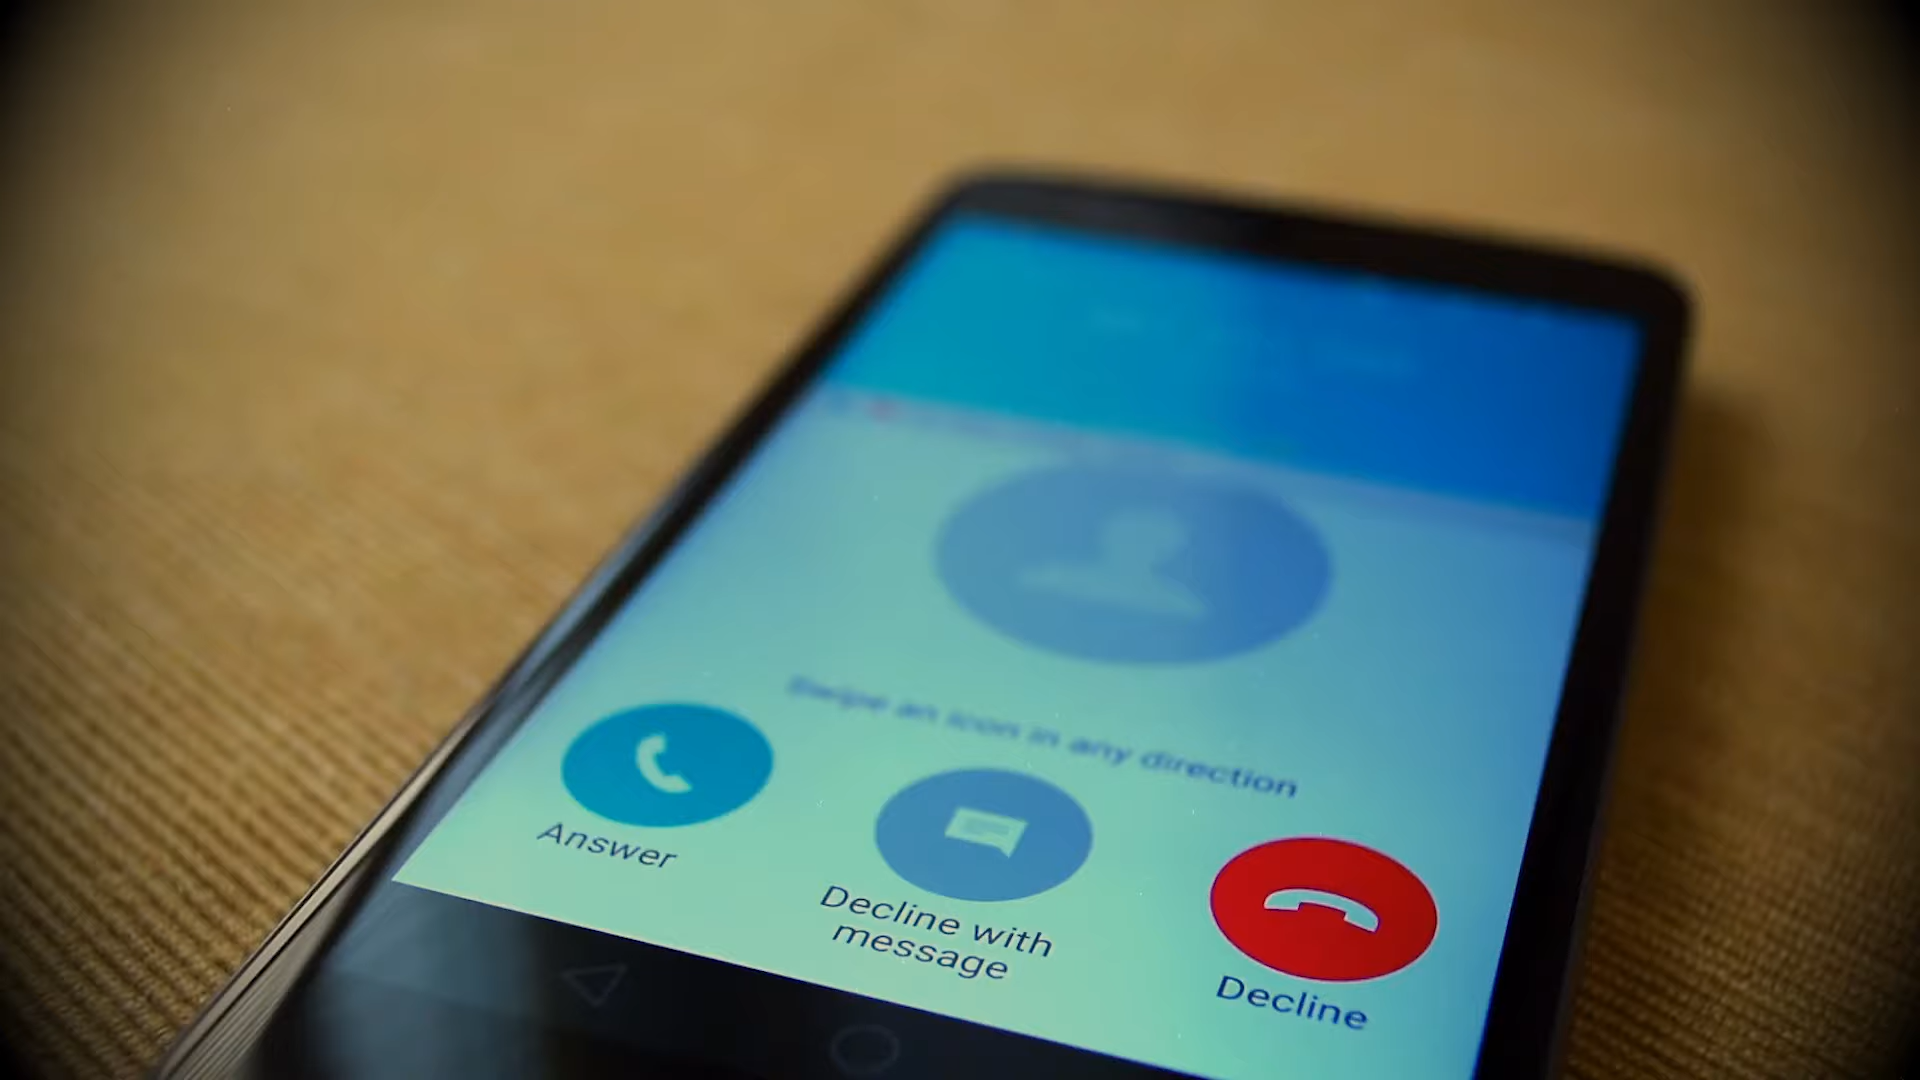 Swipe an icon in any direction
Answer
Decline with
message
Decline